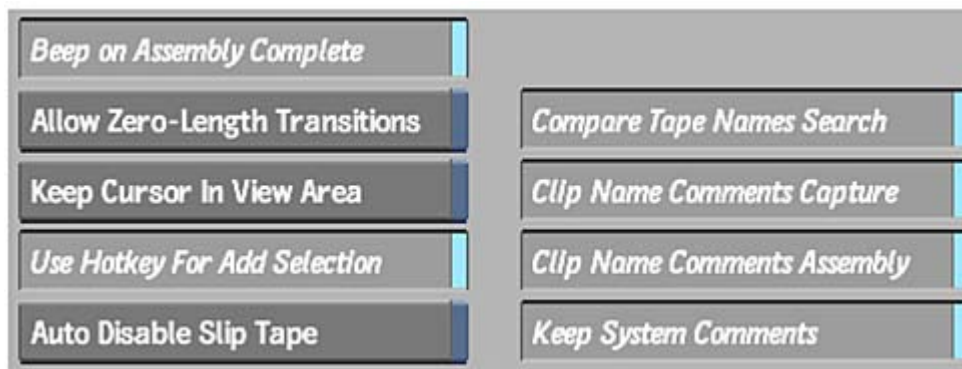 Beep on Assembly Complete
Allow Zero-Length Transitions
Keep Cursor In View Area
Use Hotkey For Add Selection
Auto Disable Slip Tape
Compare Tape Names Search
Clip Name Comments Capture
Clip Name Comments Assembly
Keep System Comments